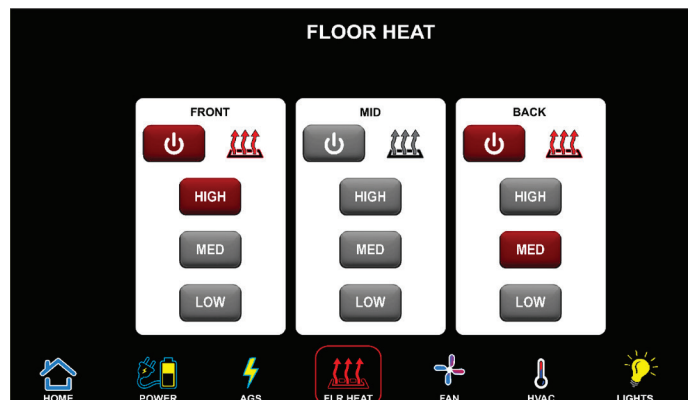 FLOOR HEAT
FRONT MID BACK
HIGH HIGH HIGH
MED MED MED
LOW LOW LOW
HOME POWER AGS FLR HEAT FAN HVAC LIGHTS